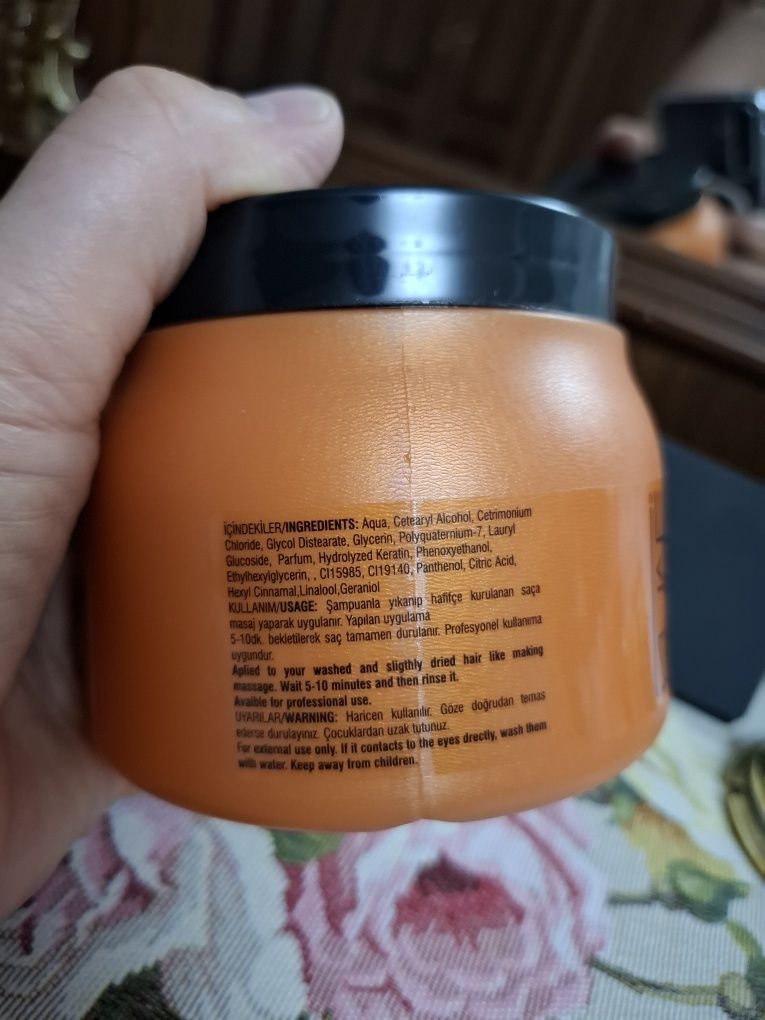 İÇİNDEKİLER/INGREDIENTS: Aqua, Cetearyl Alcohol, Cetrimonium
Chloride, Glycol Distearate, Glycerin, Polyquaternium-7, Lauryl
Glucoside, Parfum, Hydrolyzed Keratin, Phenoxyethanol,
Ethylhexylglycerin, , CI15985, CI19140, Panthenol, Citric Acid,
Hexyl Cinnamal,Linalool,Geraniol
KULLANIM/USAGE: Şampuanla yıkanıp hafifçe kurulanan saça
masaj yaparak uygulanır. Yapılan uygulama
5-10dk. bekletilerek saç tamamen durulanır. Profesyonel kullanıma
uygundur.
Aplied to your washed and sligthly dried hair like making
massage. Wait 5-10 minutes and then rinse it.
Avaible for professional use.
UYARILAR/WARNING: Haricen kullanılır. Göze doğrudan temas
ederse durulayınız. Çocuklardan uzak tutunuz.
For external use only. If it contacts to the eyes drectly, wash them
with water. Keep away from children.